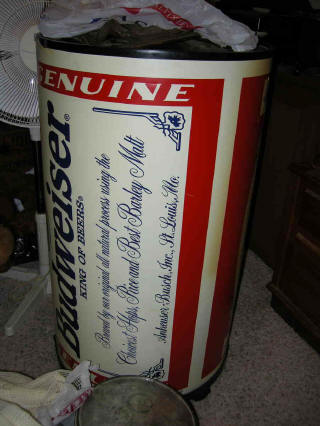 GENUINE
Budweiser®
KING OF BEERS®
Brewed by our original all natural process using the
Choicest Hops, Rice and Best Barley Malt
Anheuser-Busch, Inc., St. Louis, Mo.